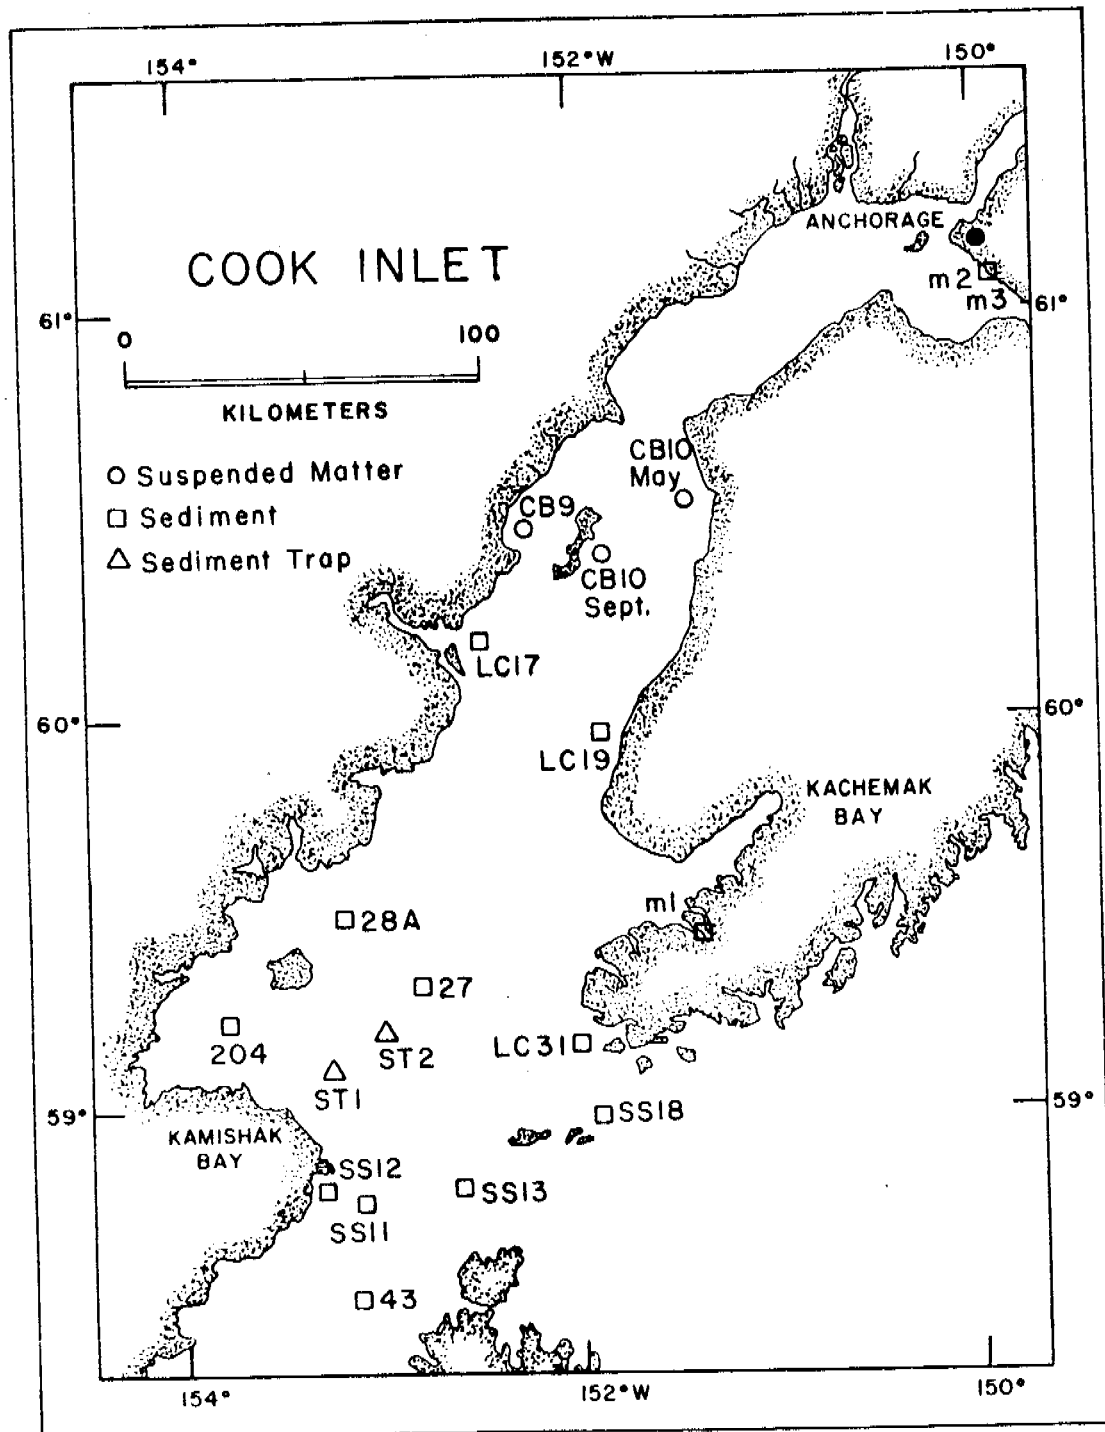 154°
152°W
150°
ANCHORAGE
COOK INLET
m2
m3
61°
61°
0
100
KILOMETERS
CB10
May
Suspended Matter
CB9
Sediment
Sediment Trap
CB10
Sept.
LC17
60°
60°
LC19
KACHEMAK
BAY
m1
28A
27
204
ST2
LC31
ST1
59°
59°
SS18
KAMISHAK
BAY
SS12
SS13
SS11
43
154°
152°W
150°